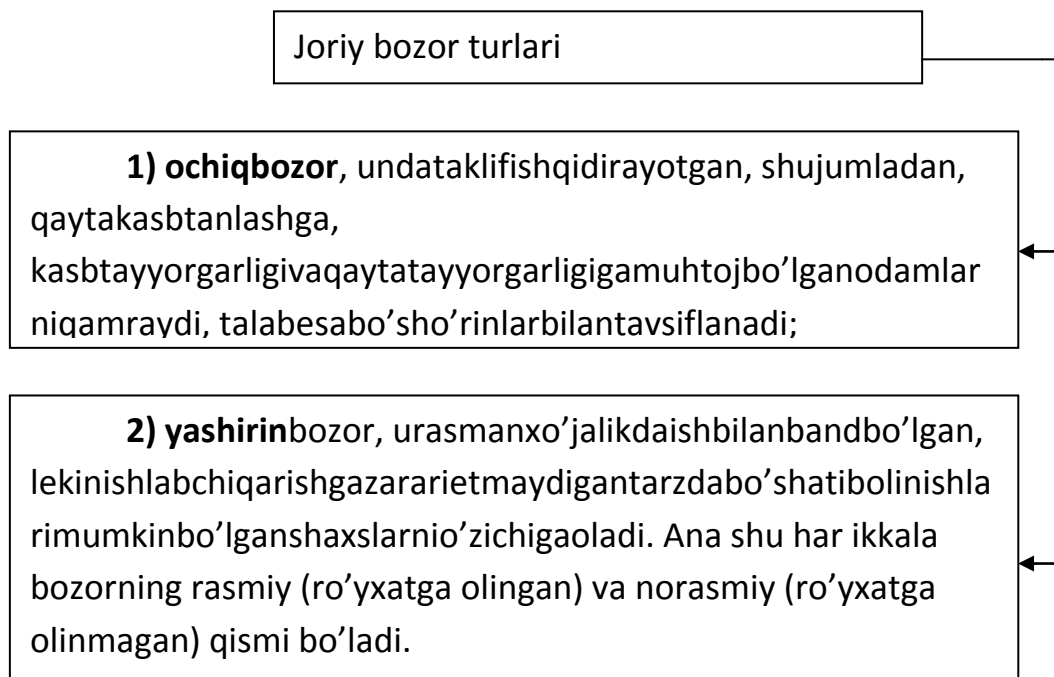 Joriy bozor turlari
1) ochiqbozor, undataklifishqidirayotgan, shujumladan,
qaytakasbtanlashga,
kasbtayyorgarligivaqaytatayyorgarligigamuhtojbo’lganodamlar
niqamraydi, talabesabo’sho’rinlarbilantavsiflanadi;
2) yashirinbozor, urasmanxo’jalikdaishbilanbandbo’lgan,
lekinishlabchiqarishgazararietmaydigantarzdabo’shatibolinishla
rimumkinbo’lganshaxslarnio’zichigaoladi. Ana shu har ikkala
bozorning rasmiy (ro’yxatga olingan) va norasmiy (ro’yxatga
olinmagan) qismi bo’ladi.